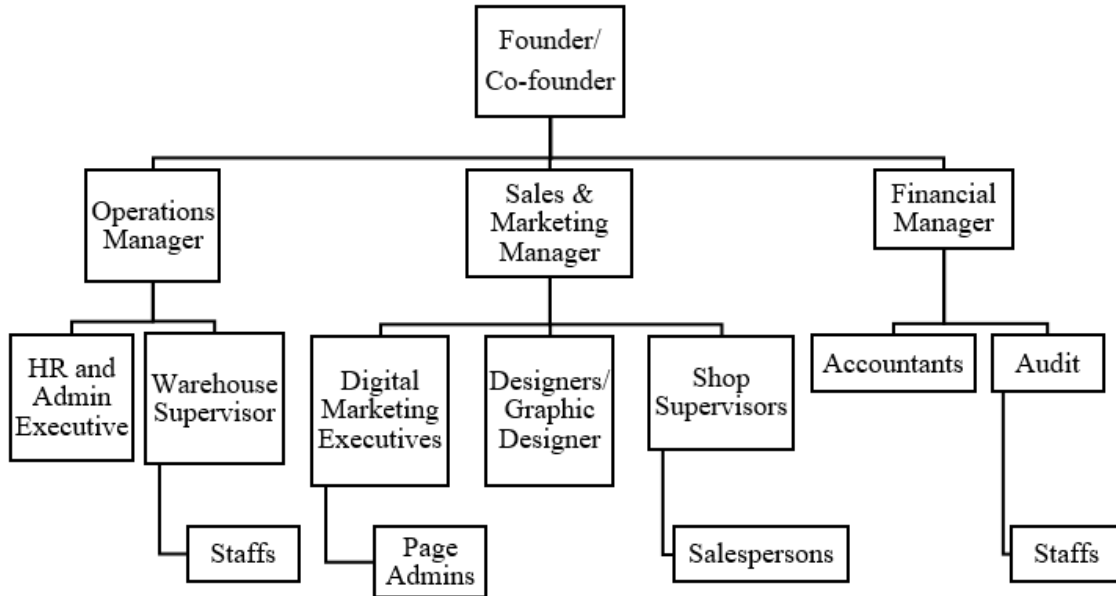 Founder/
Co-founder
Operations
Manager
Sales &
Marketing
Manager
Financial
Manager
HR and
Admin
Executive
Warehouse
Supervisor
Digital
Marketing
Executives
Designers/
Graphic
Designer
Shop
Supervisors
Accountants
Audit
Staffs
Page
Admins
Salespersons
Staffs